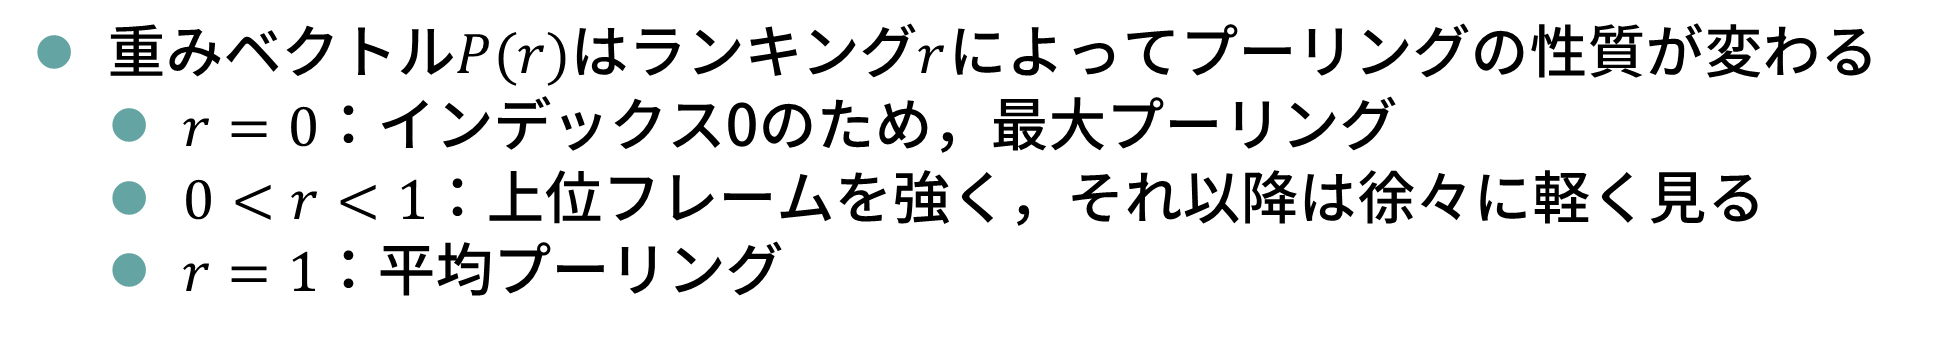 ● 重みベクトルP(r)はランキングrによってプーリングの性質が変わる
● r = 0：インデックス0のため，最大プーリング
● 0 < r < 1：上位フレームを強く，それ以降は徐々に軽く見る
● r = 1：平均プーリング